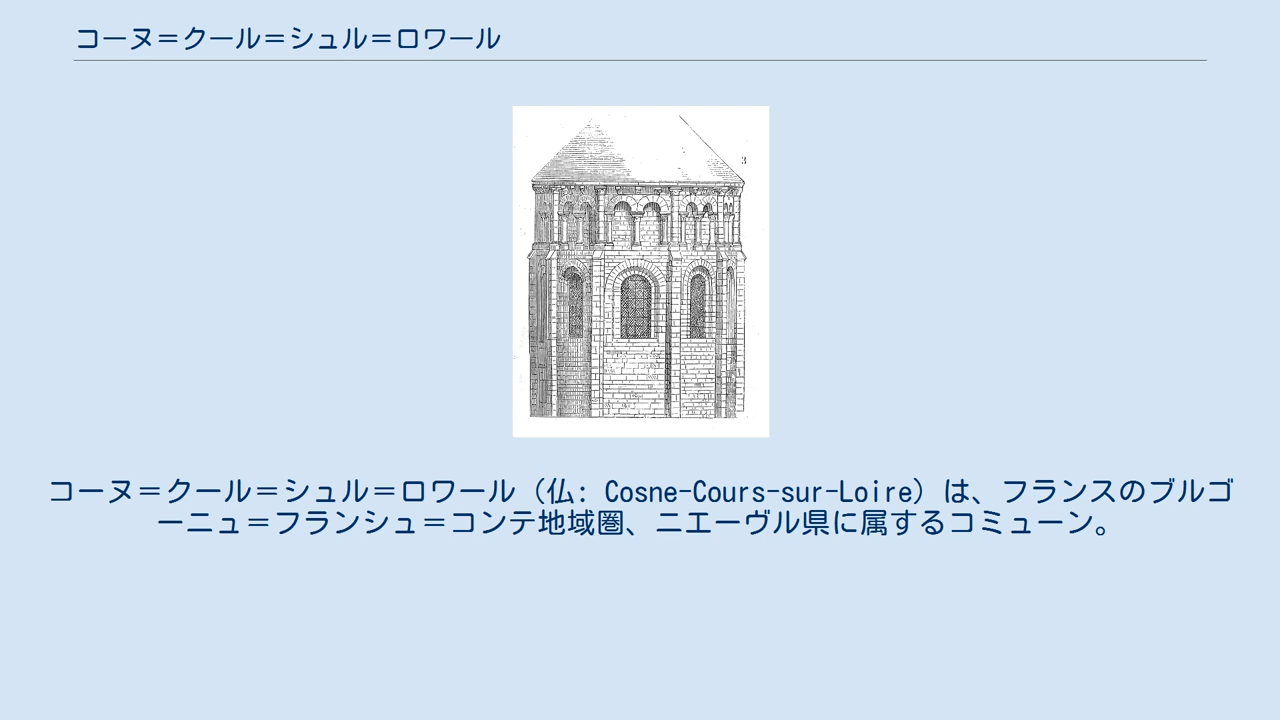 コーヌ＝クール＝シュル＝ロワール
3
コーヌ＝クール＝シュル＝ロワール（仏: Cosne-Cours-sur-Loire）は、フランスのブルゴ
ーニュ＝フランシュ＝コンテ地域圏、ニエーヴル県に属するコミューン。